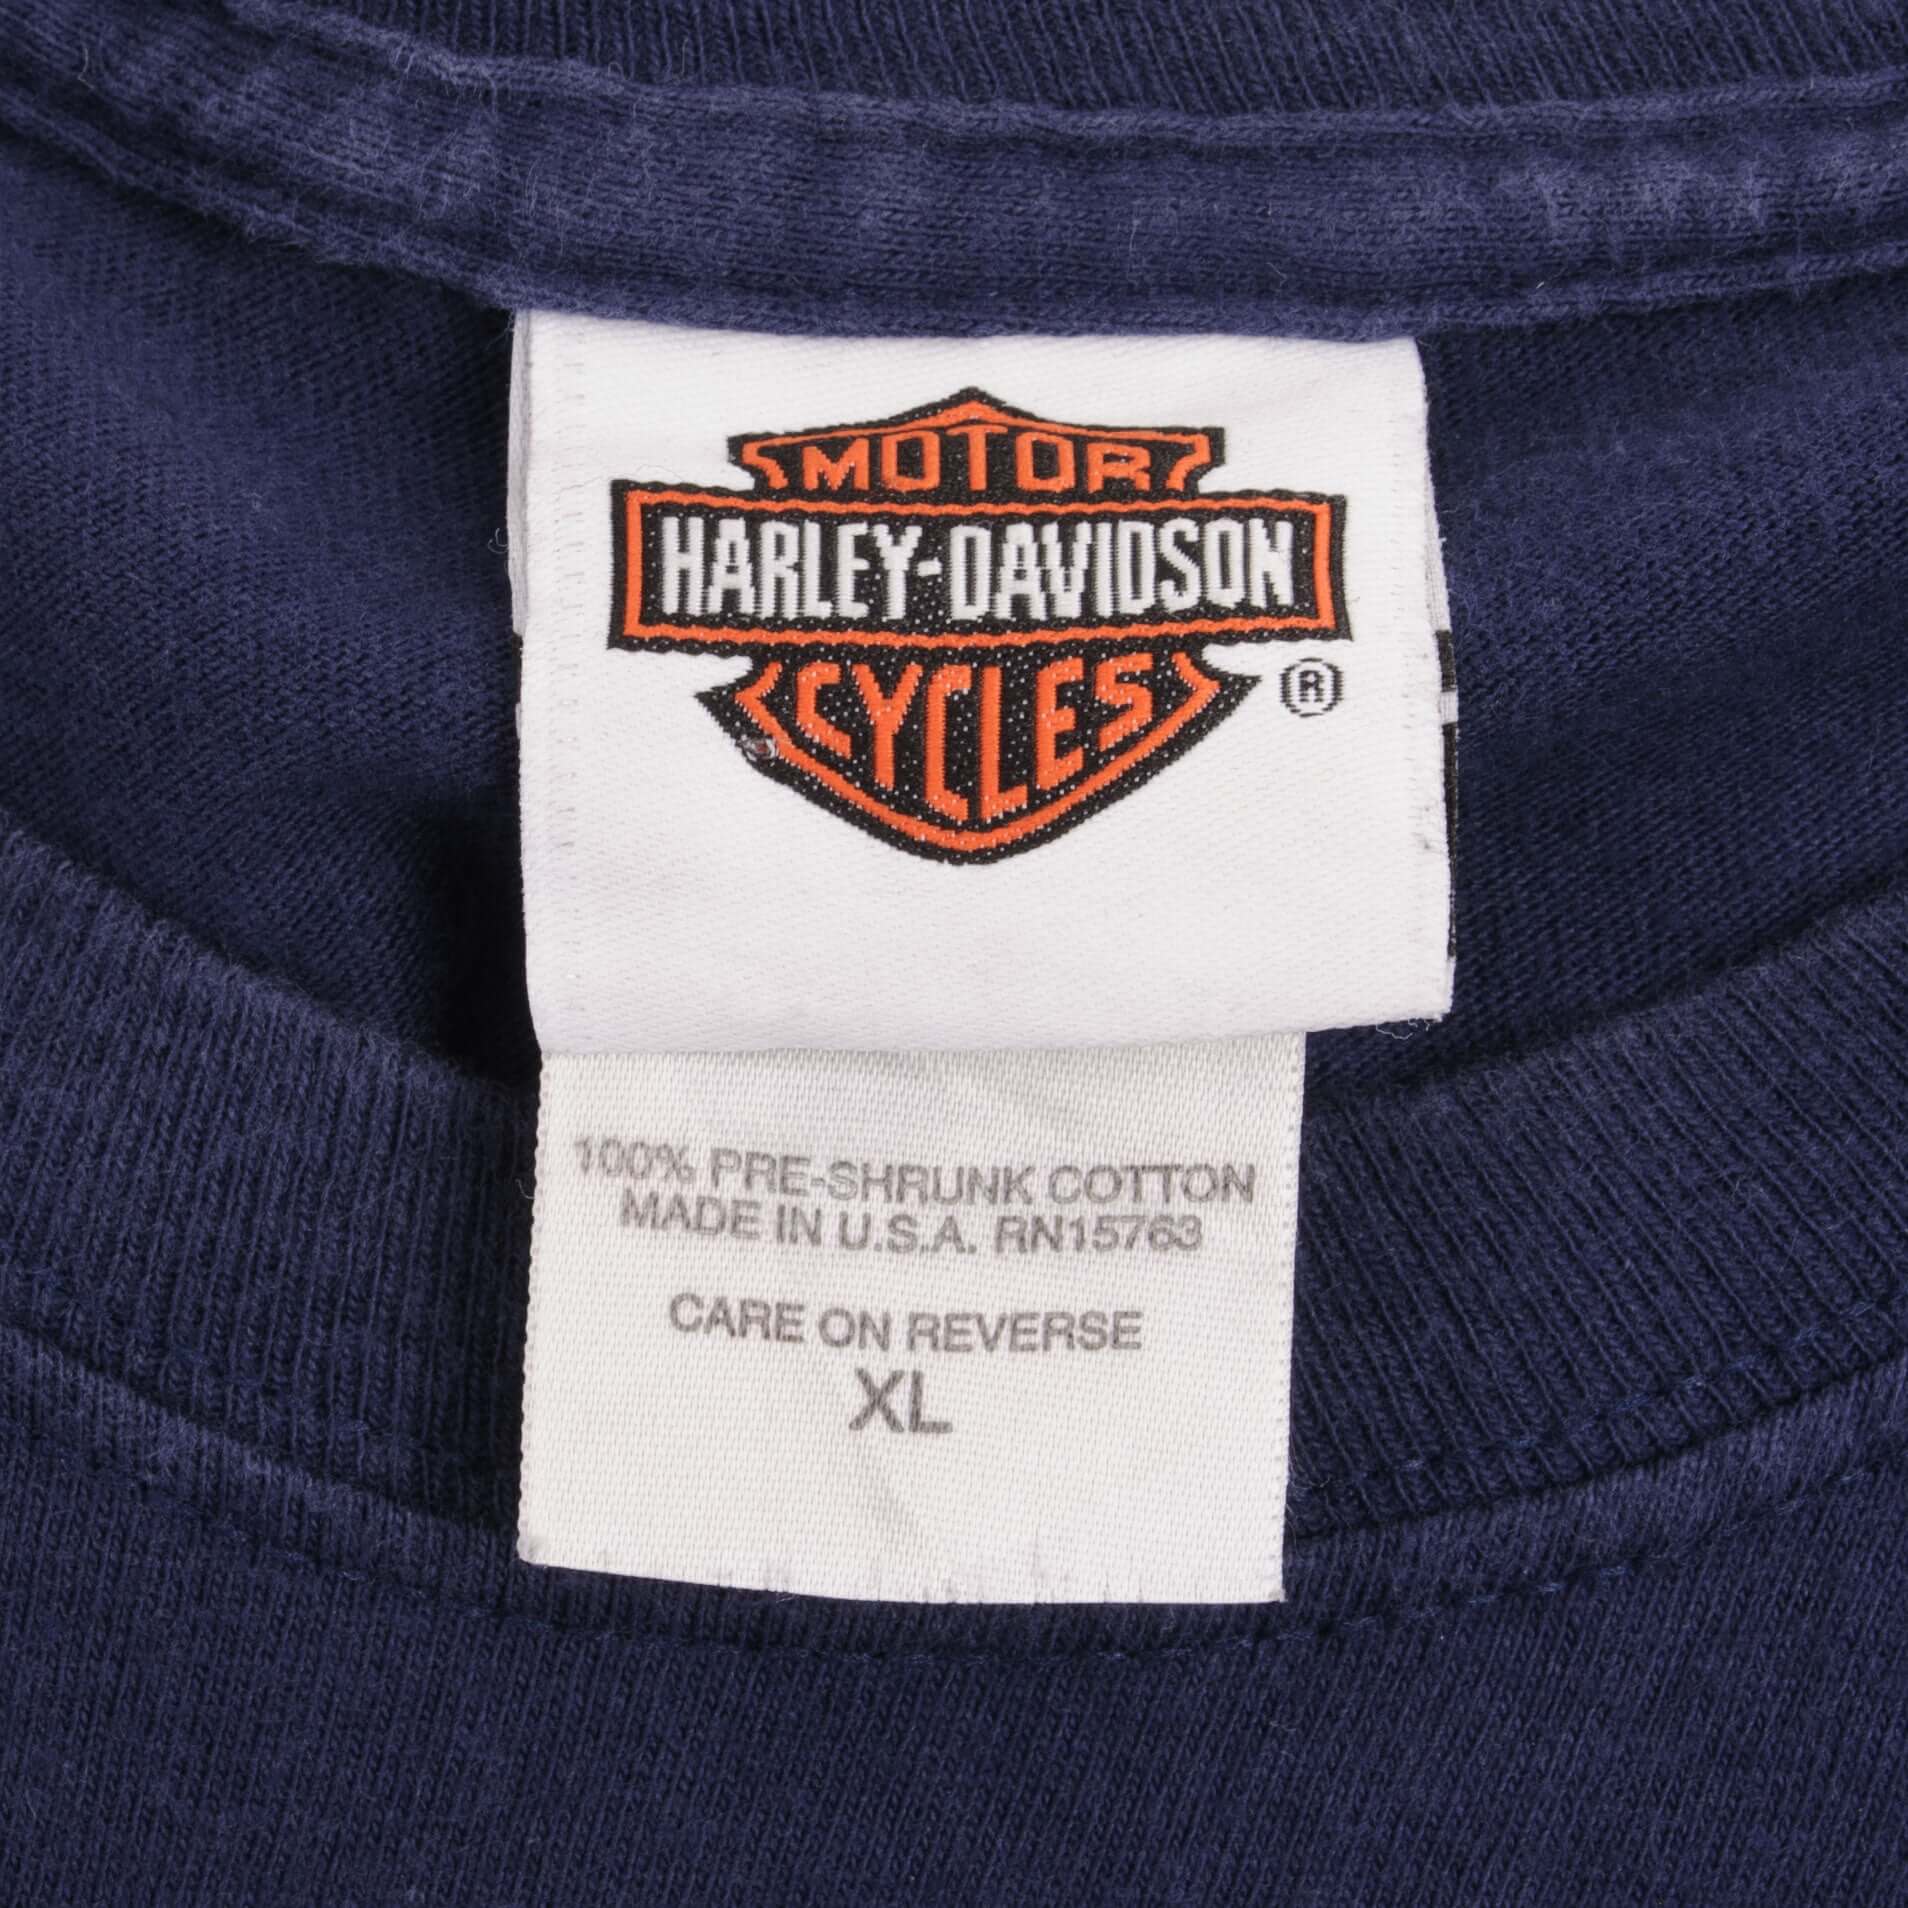 MOTOR
HARLEY-DAVIDSON
CYCLES
®
100% PRE-SHRUNK COTTON
MADE IN U.S.A. RN15763
CARE ON REVERSE
XL